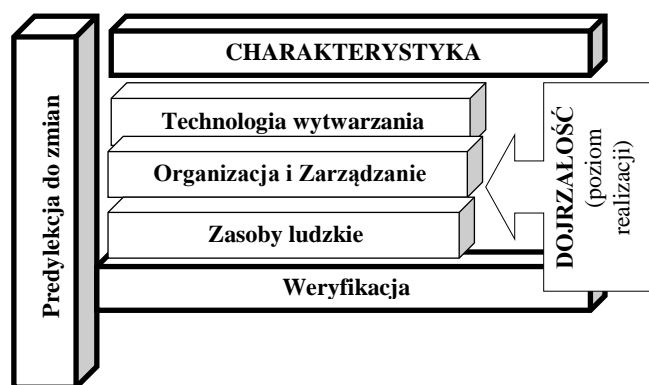 Predylekcja do zmian
CHARAKTERYSTYKA
Technologia wytwarzania
Organizacja i Zarządzanie
Zasoby ludzkie
Weryfikacja
DOJRZAŁOŚĆ
(poziom
realizacji)